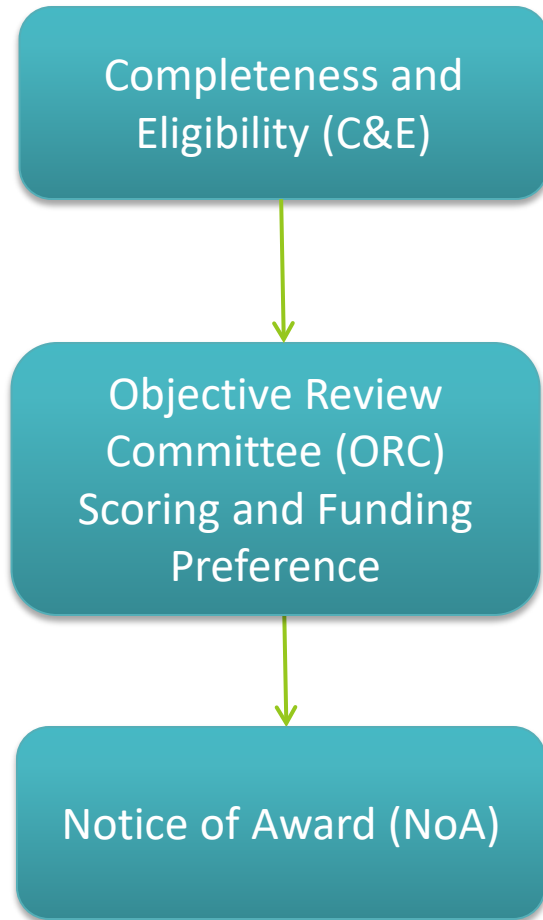 Completeness and
Eligibility (C&E)
Objective Review
Committee (ORC)
Scoring and Funding
Preference
Notice of Award (NoA)